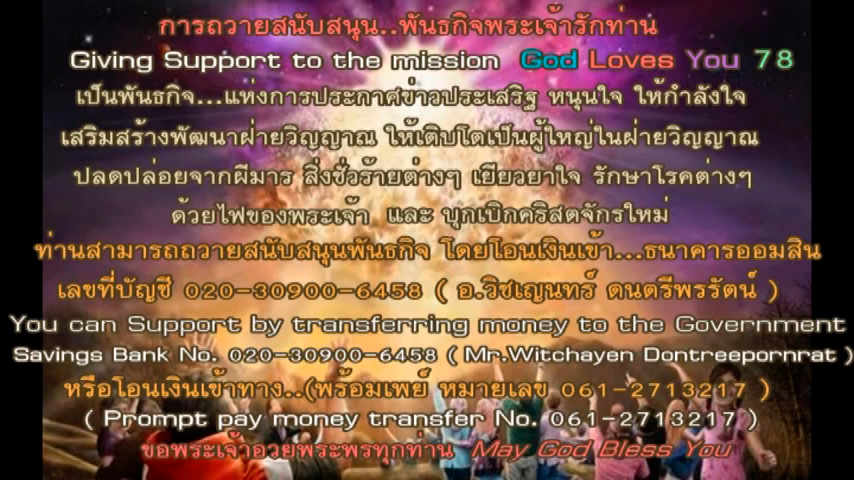 การถวายสนับสนุน..พันธกิจพระเจ้ารักท่าน
Giving Support to the mission God Loves You 78
เป็นพันธกิจ...แห่งการประกาศข่าวประเสริฐ หนุนใจ ให้กำลังใจ
เสริมสร้างพัฒนาฝ่ายวิญญาณ ให้เติบโตเป็นผู้ใหญ่ในฝ่ายวิญญาณ
ปลดปล่อยจากผีมาร สิ่งชั่วร้ายต่างๆ เยียวยาใจ รักษาโรคต่างๆ
ด้วยไฟของพระเจ้า และ บุกเบิกคริสตจักรใหม่
ท่านสามารถถวายสนับสนุนพันธกิจ โดยโอนเงินเข้า...ธนาคารออมสิน
เลขที่บัญชี 020-30900-6458 ( อ.วิชเญนทร์ ดนตรีพรรัตน์ )
You can Support by transferring money to the Government
Savings Bank No. 020-30900-6458 ( Mr.Witchayen Dontreepornrat )
หรือโอนเงินเข้าทาง..(พร้อมเพย์ หมายเลข 061-2713217 )
( Prompt pay money transfer No. 061-2713217 )
ขอพระเจ้าอวยพระพรทุกท่าน May God Bless You